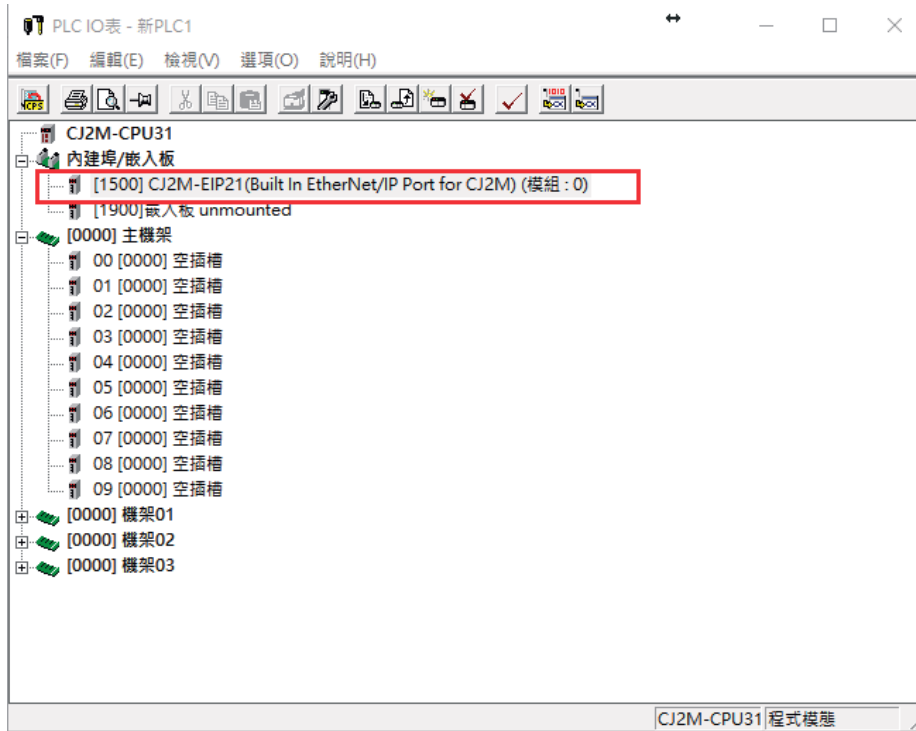 PLC IO表 - 新PLC1
檔案(F) 編輯(E) 檢視(V) 選項(O) 說明(H)
CJ2M-CPU31
內建埠/嵌入板
[1500] CJ2M-EIP21(Built In EtherNet/IP Port for CJ2M) (模組 : 0)
[1900]嵌入板 unmounted
[0000] 主機架
00 [0000] 空插槽
01 [0000] 空插槽
02 [0000] 空插槽
03 [0000] 空插槽
04 [0000] 空插槽
05 [0000] 空插槽
06 [0000] 空插槽
07 [0000] 空插槽
08 [0000] 空插槽
09 [0000] 空插槽
[0000] 機架01
[0000] 機架02
[0000] 機架03
CJ2M-CPU31 程式模態